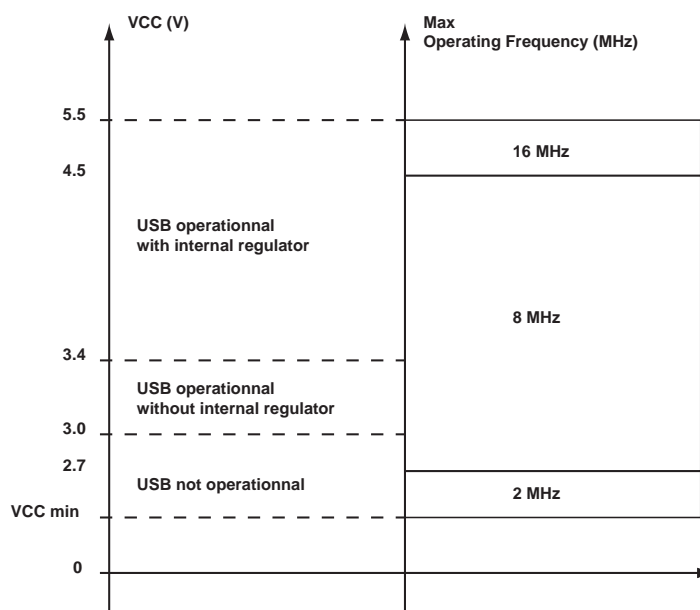 VCC (V)
Max
Operating Frequency (MHz)
5.5
16 MHz
4.5
USB operationnal
with internal regulator
8 MHz
3.4
USB operationnal
without internal regulator
3.0
2.7
USB not operationnal
2 MHz
VCC min
0